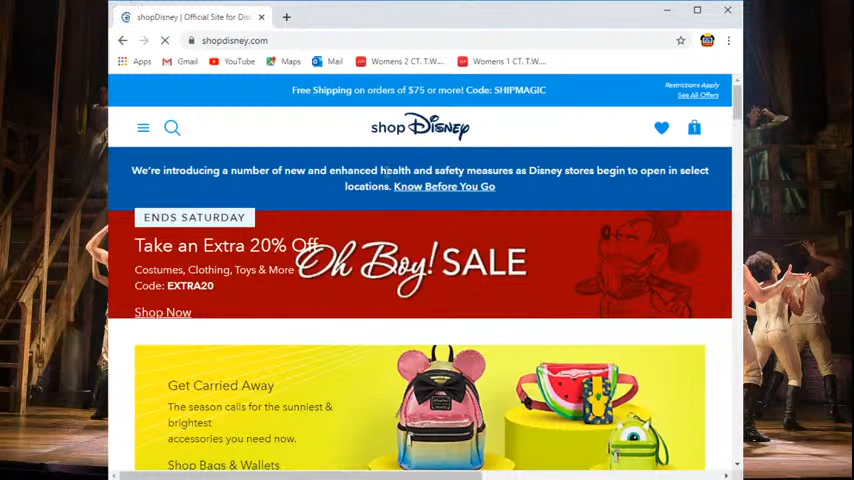 shopDisney | Official Site for Dis
shopdisney.com
Apps
Gmail
YouTube
Maps
Mail
Womens 2 CT. T.W...
Womens 1 CT. T.W...
Free Shipping on orders of $75 or more! Code: SHIPMAGIC
Restrictions Apply
See All Offers
shop Disney
1
We're introducing a number of new and enhanced health and safety measures as Disney stores begin to open in select
locations. Know Before You Go
ENDS SATURDAY
Take an Extra 20% Off
Costumes, Clothing, Toys & More
Code: EXTRA20
Shop Now
Oh Boy! SALE
Get Carried Away
The season calls for the sunniest &
brightest
accessories you need now.
Shop Bags & Wallets